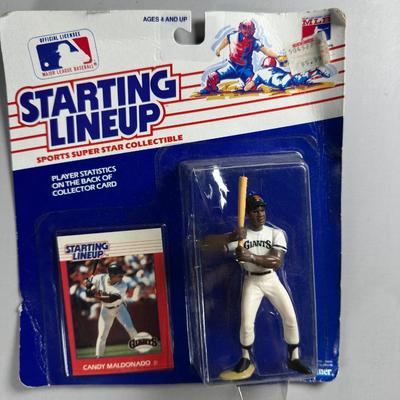 AGES 4 AND UP
OFFICIAL LICENSEE
MAJOR LEAGUE BASEBALL
STARTING
LINEUP
SPORTS SUPER STAR COLLECTIBLE
PLAYER STATISTICS
ON THE BACK OF
COLLECTOR CARD
STARTING
LINEUP
GIANTS
GIANTS
CANDY MALDONADO